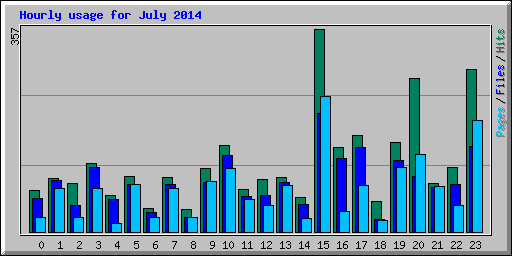 Hourly usage for July 2014
357
Pages / Files / Hits
0 1 2 3 4 5 6 7 8 9 10 11 12 13 14 15 16 17 18 19 20 21 22 23